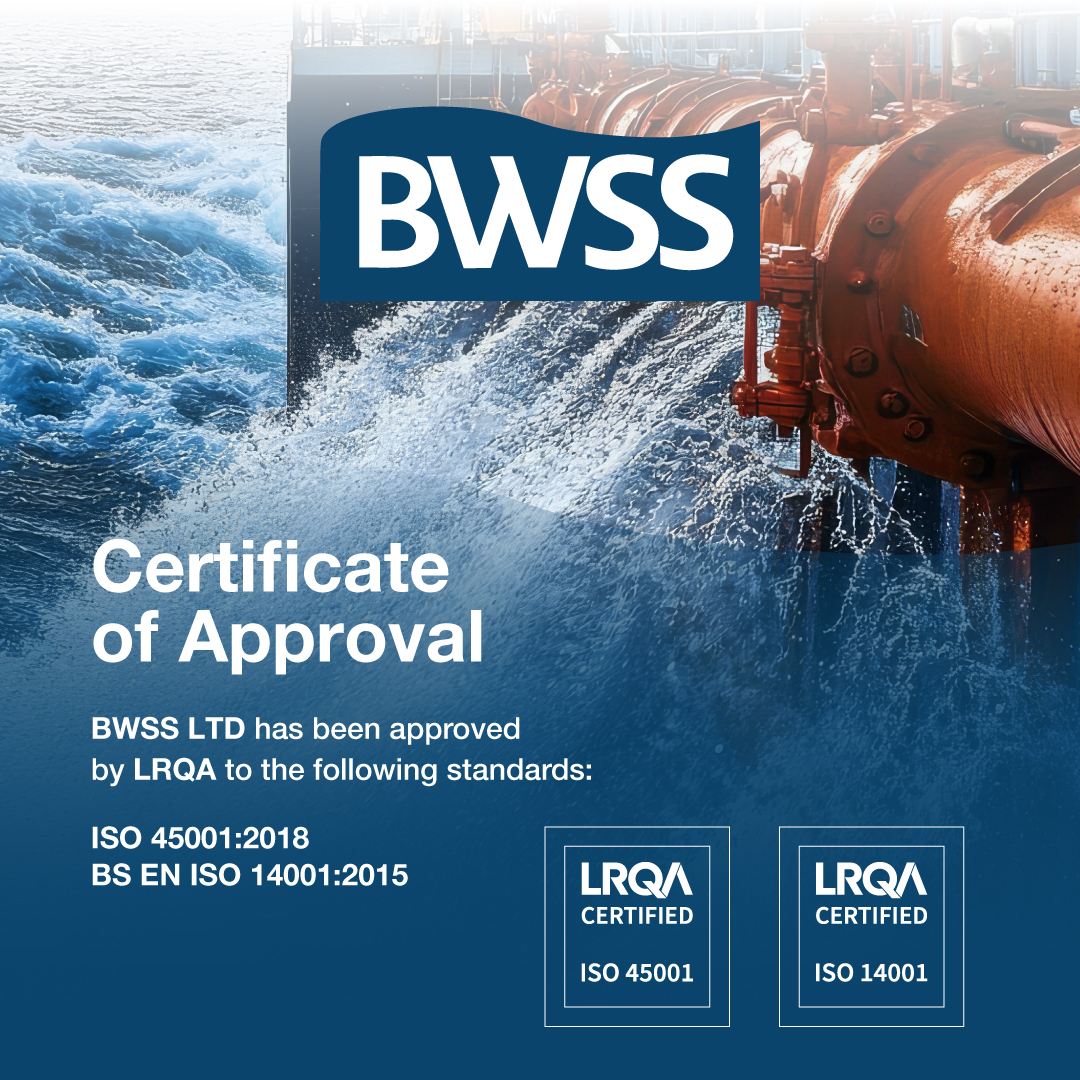 BWSS
Certificate
of Approval
BWSS LTD has been approved
by LRQA to the following standards:
ISO 45001:2018
BS EN ISO 14001:2015
LRQA
CERTIFIED
ISO 45001
LRQA
CERTIFIED
ISO 14001